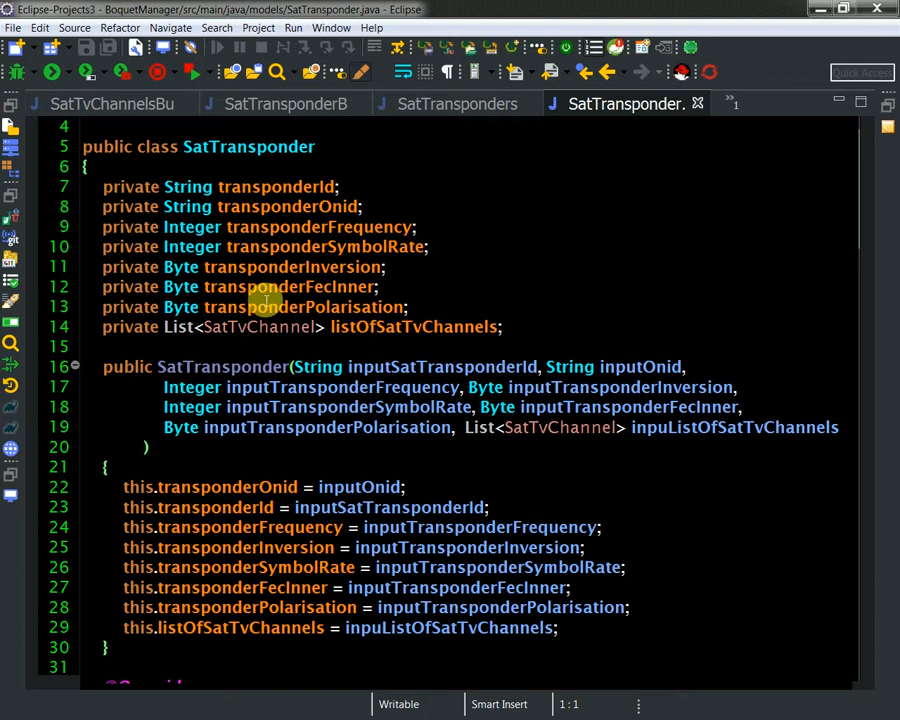 Eclipse-Projects3 - BoquetManager/src/main/java/models/SatTransponder.java - Eclipse
File Edit Source Refactor Navigate Search Project Run Window Help
Quick Access
SatTvChannelsBu SatTransponderB SatTransponders SatTransponder. »1
4
5 public class SatTransponder
6 {
7 private String transponderId;
8 private String transponderOnid;
9 private Integer transponderFrequency;
10 private Integer transponderSymbolRate;
11 private Byte transponderInversion;
12 private Byte transponderFecInner;
13 private Byte transponderPolarisation;
14 private List<SatTvChannel> listOfSatTvChannels;
15
16 public SatTransponder(String inputSatTransponderId, String inputOnid,
17 Integer inputTransponderFrequency, Byte inputTransponderInversion,
18 Integer inputTransponderSymbolRate, Byte inputTransponderFecInner,
19 Byte inputTransponderPolarisation, List<SatTvChannel> inpuListOfSatTvChannels
20 )
21 {
22 this.transponderOnid = inputOnid;
23 this.transponderId = inputSatTransponderId;
24 this.transponderFrequency = inputTransponderFrequency;
25 this.transponderInversion = inputTransponderInversion;
26 this.transponderSymbolRate = inputTransponderSymbolRate;
27 this.transponderFecInner = inputTransponderFecInner;
28 this.transponderPolarisation = inputTransponderPolarisation;
29 this.listOfSatTvChannels = inpuListOfSatTvChannels;
30 }
31
Writable Smart Insert 1 : 1